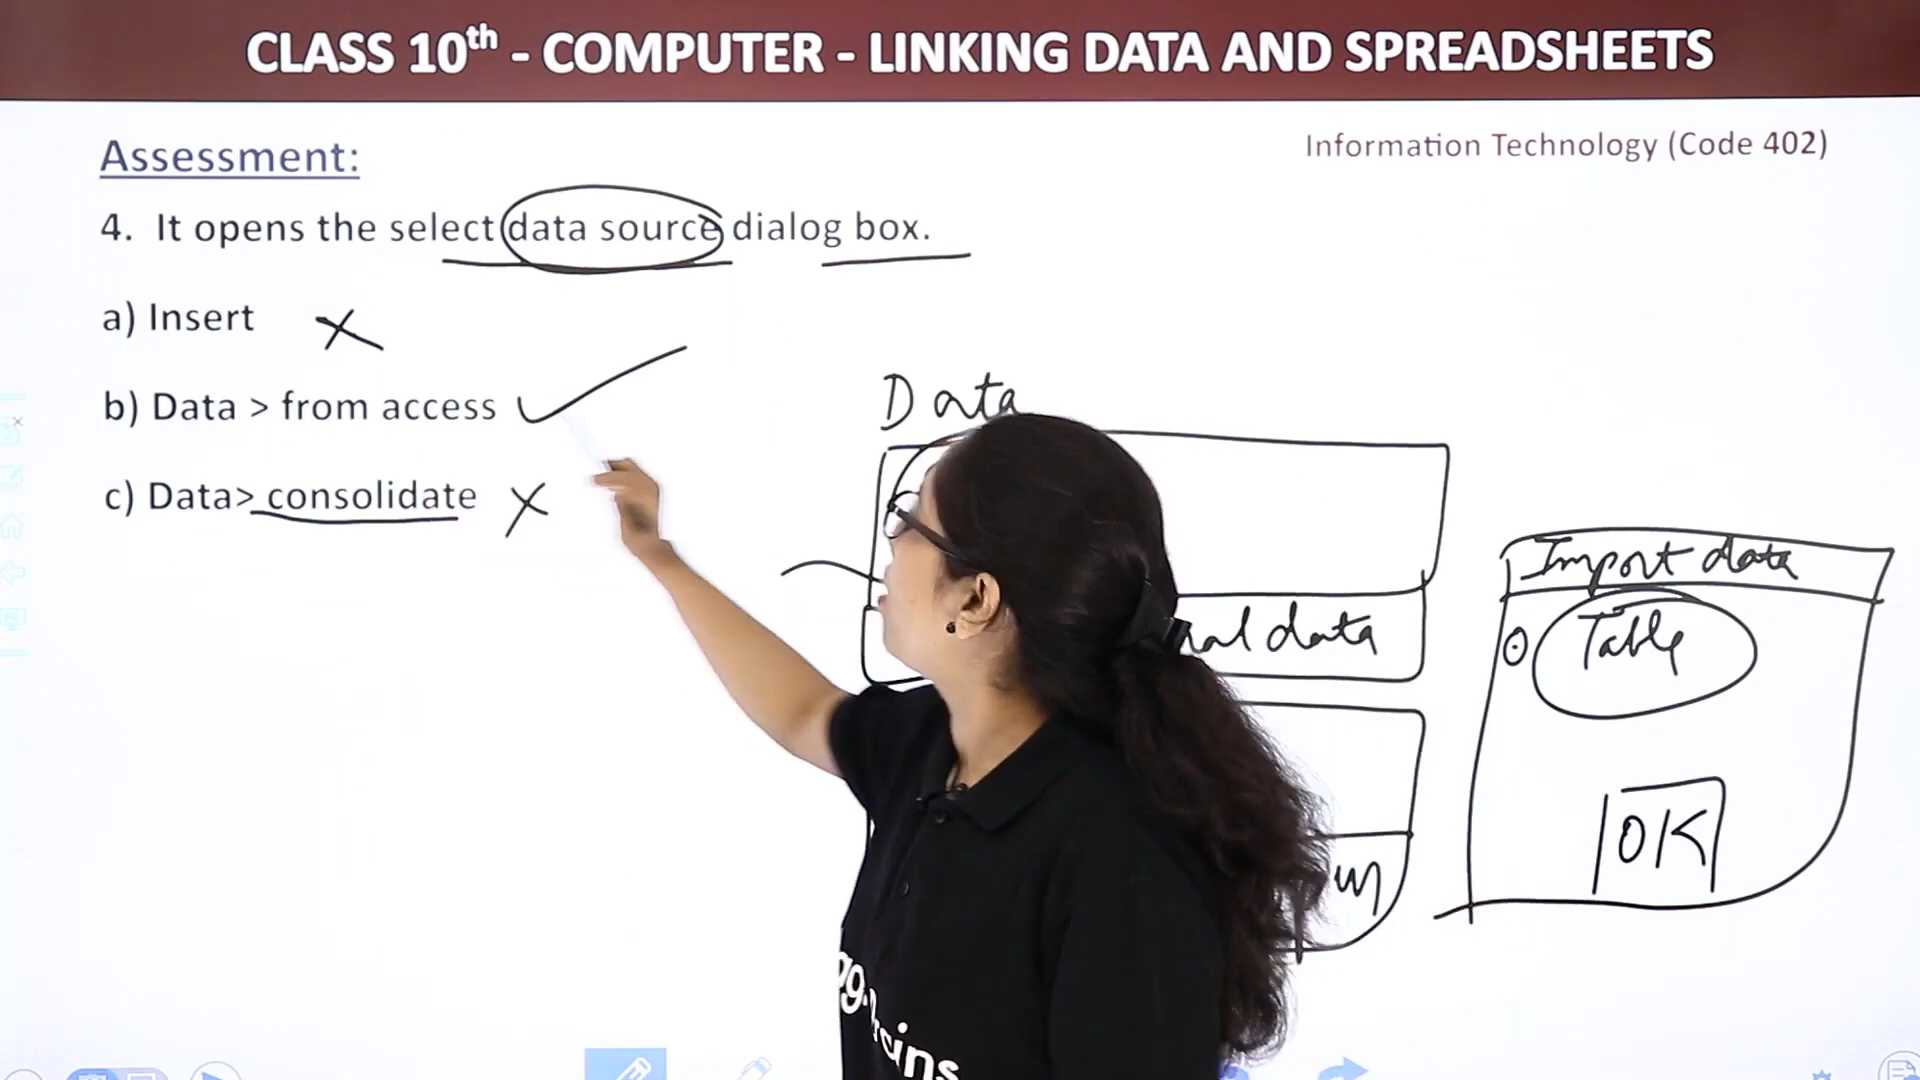 CLASS 10th - COMPUTER - LINKING DATA AND SPREADSHEETS
Information Technology (Code 402)
Assessment:
4. It opens the select data source dialog box.
a) Insert
b) Data > from access
c) Data> consolidate
Data
data
Import data
Table
OK